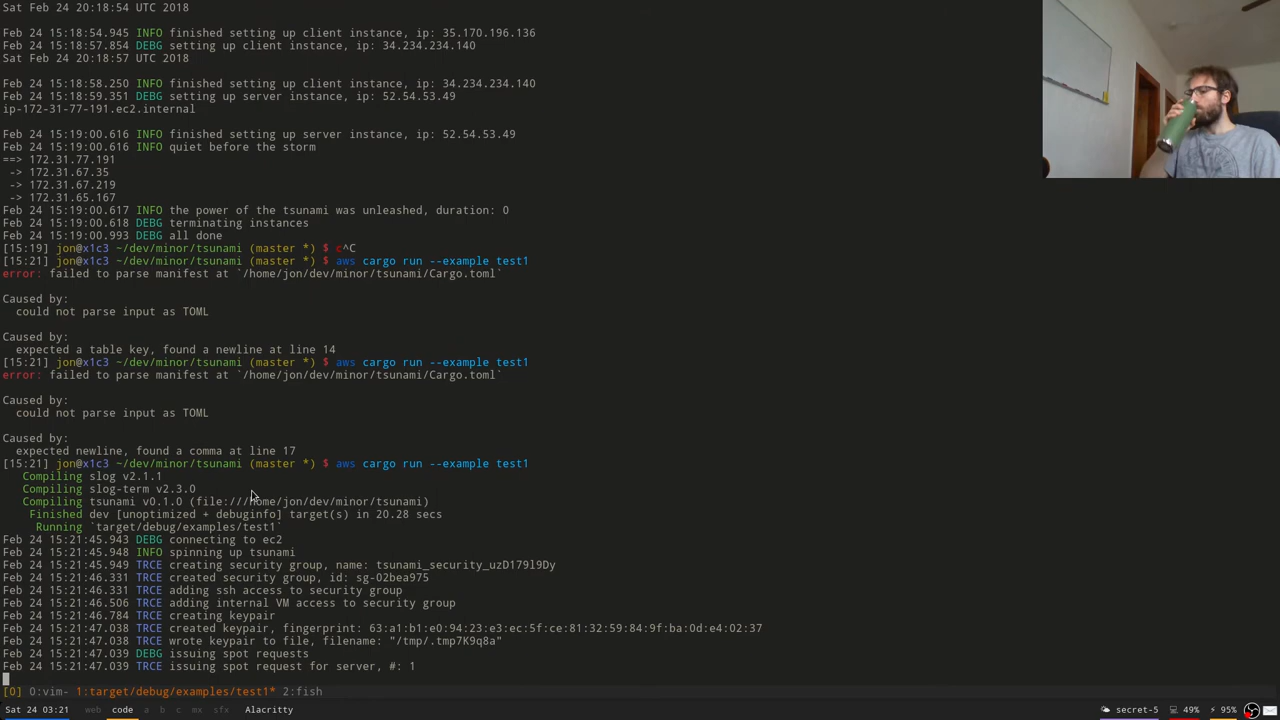 Sat Feb 24 20:18:54 UTC 2018
Feb 24 15:18:54.945 INFO finished setting up client instance, ip: 35.170.196.136
Feb 24 15:18:57.854 DEBG setting up client instance, ip: 34.234.234.140
Sat Feb 24 20:18:57 UTC 2018
Feb 24 15:18:58.250 INFO finished setting up client instance, ip: 34.234.234.140
Feb 24 15:18:59.351 DEBG setting up server instance, ip: 52.54.53.49
ip-172-31-77-191.ec2.internal
Feb 24 15:19:00.616 INFO finished setting up server instance, ip: 52.54.53.49
Feb 24 15:19:00.616 INFO quiet before the storm
==> 172.31.77.191
-> 172.31.67.35
-> 172.31.67.219
-> 172.31.65.167
Feb 24 15:19:00.617 INFO the power of the tsunami was unleashed, duration: 0
Feb 24 15:19:00.618 DEBG terminating instances
Feb 24 15:19:00.993 DEBG all done
[15:19] jon@x1c3 ~/dev/minor/tsunami (master *) $ c^C
[15:21] jon@x1c3 ~/dev/minor/tsunami (master *) $ aws cargo run --example test1
error: failed to parse manifest at `/home/jon/dev/minor/tsunami/Cargo.toml`
Caused by:
could not parse input as TOML
Caused by:
expected a table key, found a newline at line 14
[15:21] jon@x1c3 ~/dev/minor/tsunami (master *) $ aws cargo run --example test1
error: failed to parse manifest at `/home/jon/dev/minor/tsunami/Cargo.toml`
Caused by:
could not parse input as TOML
Caused by:
expected newline, found a comma at line 17
[15:21] jon@x1c3 ~/dev/minor/tsunami (master *) $ aws cargo run --example test1
Compiling slog v2.1.1
Compiling slog-term v2.3.0
Compiling tsunami v0.1.0 (file:///home/jon/dev/minor/tsunami)
Finished dev [unoptimized + debuginfo] target(s) in 20.28 secs
Running `target/debug/examples/test1`
Feb 24 15:21:45.943 DEBG connecting to ec2
Feb 24 15:21:45.948 INFO spinning up tsunami
Feb 24 15:21:45.949 TRCE creating security group, name: tsunami_security_uzD179l9Dy
Feb 24 15:21:46.331 TRCE created security group, id: sg-02bea975
Feb 24 15:21:46.331 TRCE adding ssh access to security group
Feb 24 15:21:46.506 TRCE adding internal VM access to security group
Feb 24 15:21:46.784 TRCE creating keypair
Feb 24 15:21:47.038 TRCE created keypair, fingerprint: 63:a1:b1:e0:94:23:e3:ec:5f:ce:81:32:59:84:9f:ba:0d:e4:02:37
Feb 24 15:21:47.038 TRCE wrote keypair to file, filename: "/tmp/.tmp7K9q8a"
Feb 24 15:21:47.039 DEBG issuing spot requests
Feb 24 15:21:47.039 TRCE issuing spot request for server, #: 1
[0] 0:vim- 1:target/debug/examples/test1* 2:fish
Sat 24 03:21 web code a b c mx sfx Alacritty secret-5 49% 95%